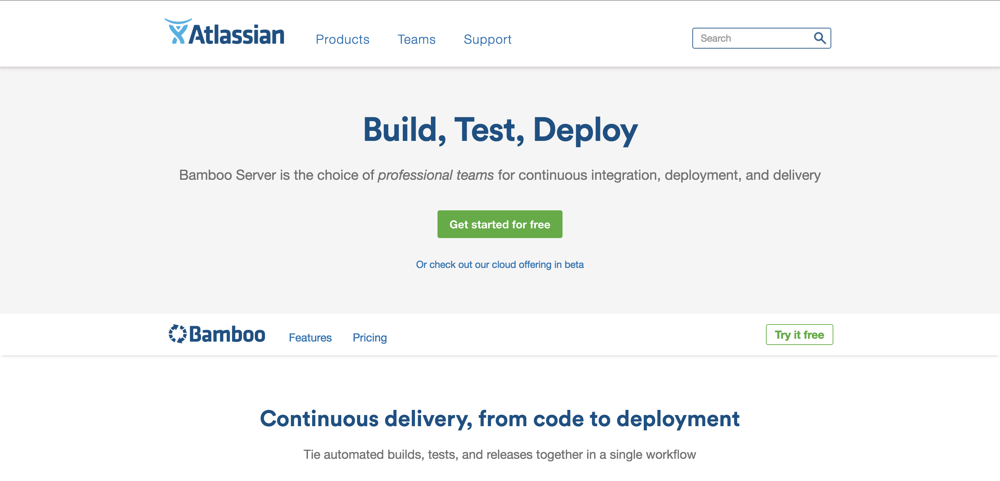 Atlassian
Products
Teams
Support
Search
Build, Test, Deploy
Bamboo Server is the choice of professional teams for continuous integration, deployment, and delivery
Get started for free
Or check out our cloud offering in beta
Bamboo
Features
Pricing
Try it free
Continuous delivery, from code to deployment
Tie automated builds, tests, and releases together in a single workflow